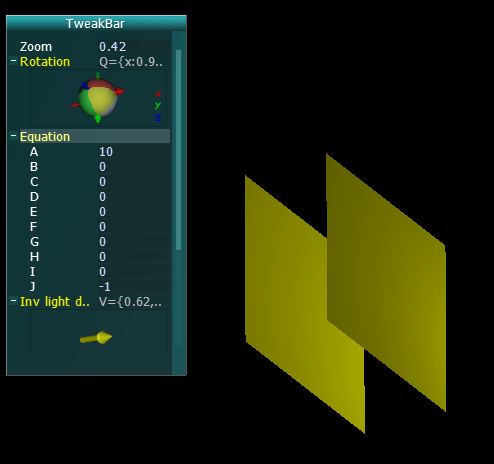 TweakBar
Zoom 0.42
Rotation Q={x:0.9..
x
y
z
Equation
A 10
B 0
C 0
D 0
E 0
F 0
G 0
H 0
I 0
J -1
Inv light d.. V={0.62,..